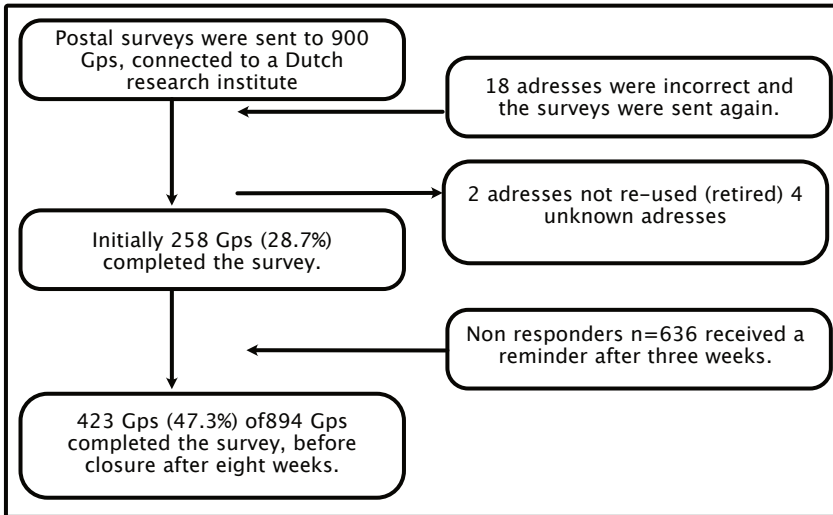 Postal surveys were sent to 900
Gps, connected to a Dutch
research institute
18 adresses were incorrect and
the surveys were sent again.
2 adresses not re-used (retired) 4
unknown adresses
Initially 258 Gps (28.7%)
completed the survey.
Non responders n=636 received a
reminder after three weeks.
423 Gps (47.3%) of894 Gps
completed the survey, before
closure after eight weeks.